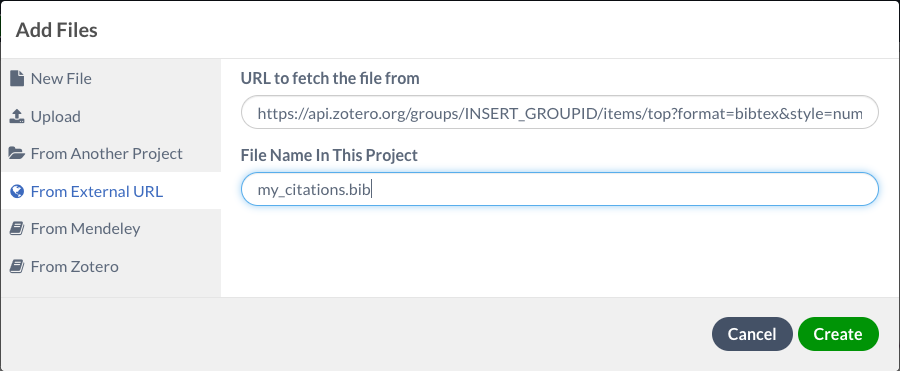 Add Files
New File
Upload
From Another Project
From External URL
From Mendeley
From Zotero
URL to fetch the file from
https://api.zotero.org/groups/INSERT_GROUPID/items/top?format=bibtex&style=num
File Name In This Project
my_citations.bib
Cancel
Create